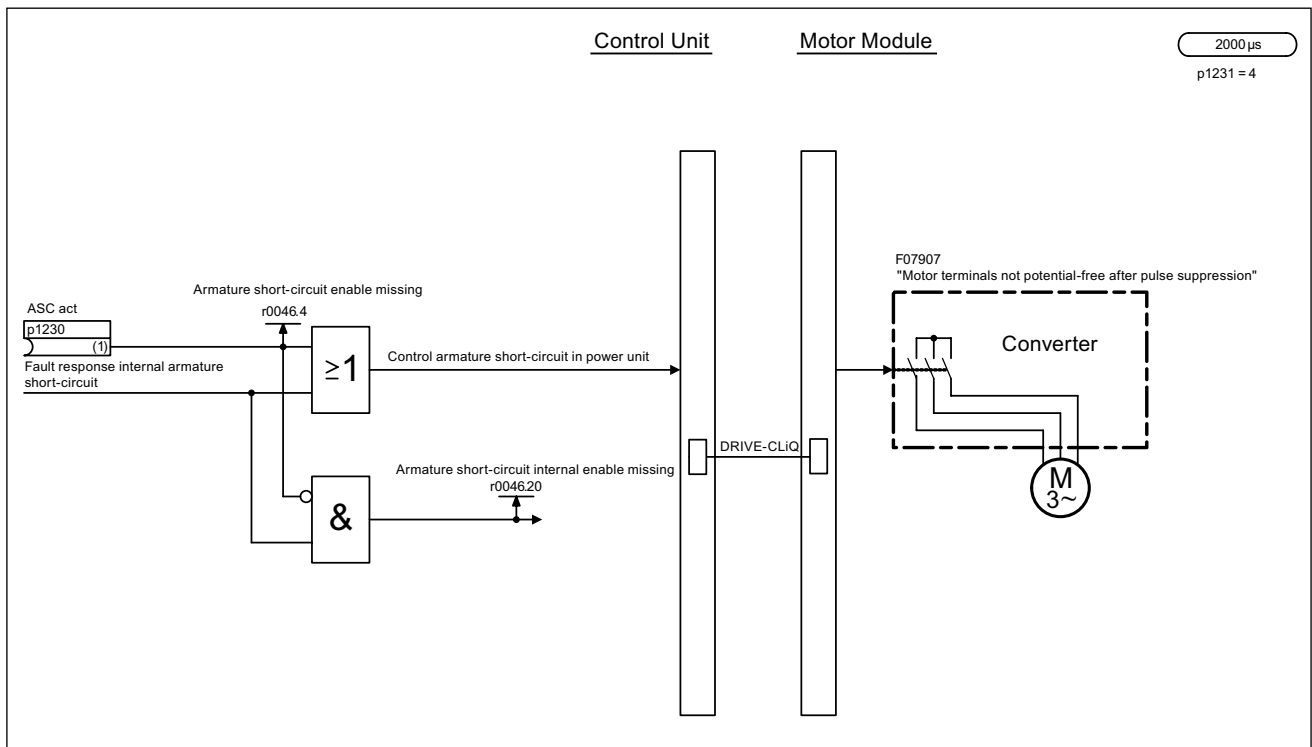 Control Unit
Motor Module
2000 µs
p1231 = 4
F07907
"Motor terminals not potential-free after pulse suppression"
Armature short-circuit enable missing
r0046.4
ASC act
p1230
(1)
Fault response internal armature
short-circuit
≥1
Control armature short-circuit in power unit
Converter
DRIVE-CLiQ
Armature short-circuit internal enable missing
r0046.20
&
M
3~